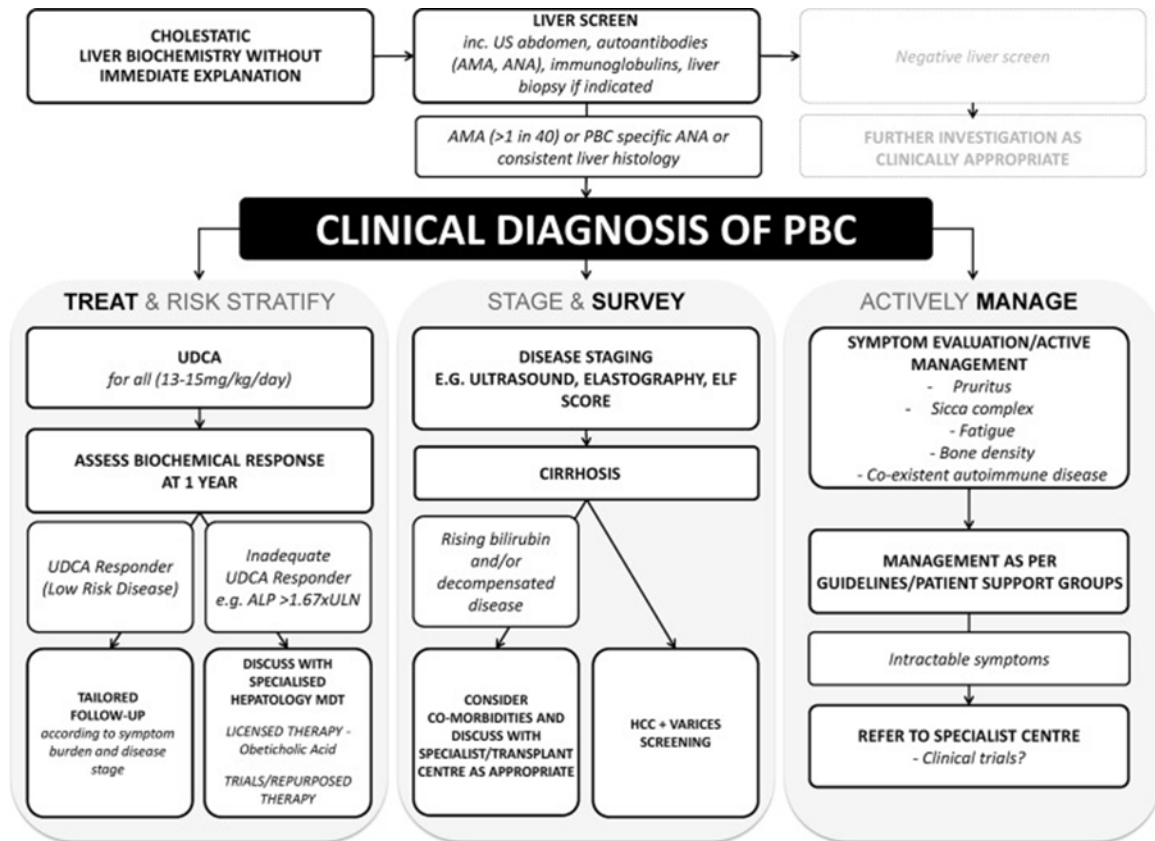 CHOLESTATIC
LIVER BIOCHEMISTRY WITHOUT
IMMEDIATE EXPLANATION
LIVER SCREEN
inc. US abdomen, autoantibodies
(AMA, ANA), immunoglobulins, liver
biopsy if indicated
Negative liver screen
AMA (>1 in 40) or PBC specific ANA or
consistent liver histology
FURTHER INVESTIGATION AS
CLINICALLY APPROPRIATE
CLINICAL DIAGNOSIS OF PBC
TREAT & RISK STRATIFY
UDCA
for all (13-15mg/kg/day)
ASSESS BIOCHEMICAL RESPONSE
AT 1 YEAR
UDCA Responder
(Low Risk Disease)
Inadequate
UDCA Responder
e.g. ALP >1.67xULN
TAILORED
FOLLOW-UP
according to symptom
burden and disease
stage
DISCUSS WITH
SPECIALISED
HEPATOLOGY MDT
LICENSED THERAPY -
Obeticholic Acid
TRIALS/REPURPOSED
THERAPY
STAGE & SURVEY
DISEASE STAGING
E.G. ULTRASOUND, ELASTOGRAPHY, ELF
SCORE
CIRRHOSIS
Rising bilirubin
and/or
decompensated
disease
CONSIDER
CO-MORBIDITIES AND
DISCUSS WITH
SPECIALIST/TRANSPLANT
CENTRE AS APPROPRIATE
HCC + VARICES
SCREENING
ACTIVELY MANAGE
SYMPTOM EVALUATION/ACTIVE
MANAGEMENT
- Pruritus
- Sicca complex
- Fatigue
- Bone density
- Co-existent autoimmune disease
MANAGEMENT AS PER
GUIDELINES/PATIENT SUPPORT GROUPS
Intractable symptoms
REFER TO SPECIALIST CENTRE
- Clinical trials?